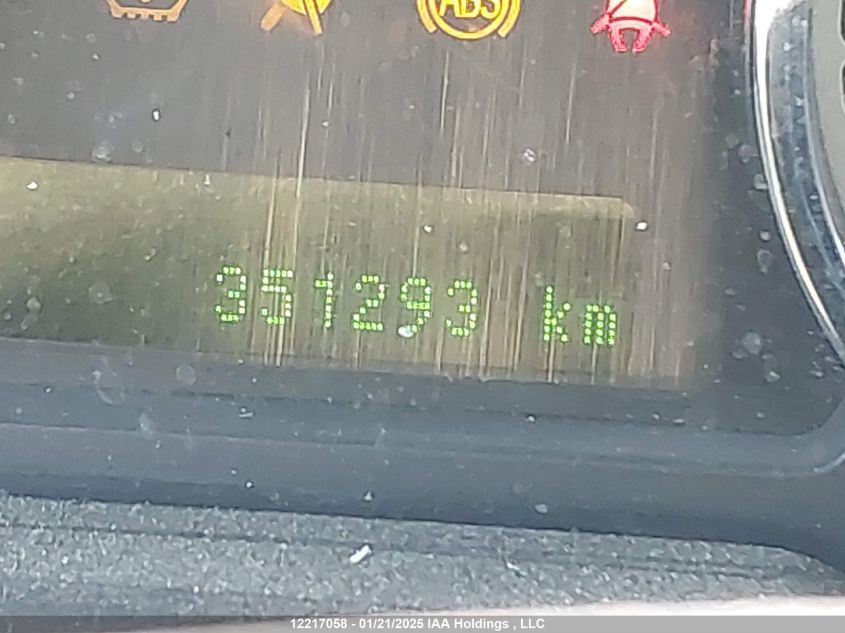 ABS
351293 km
12217058 - 01/21/2025 IAA Holdings , LLC